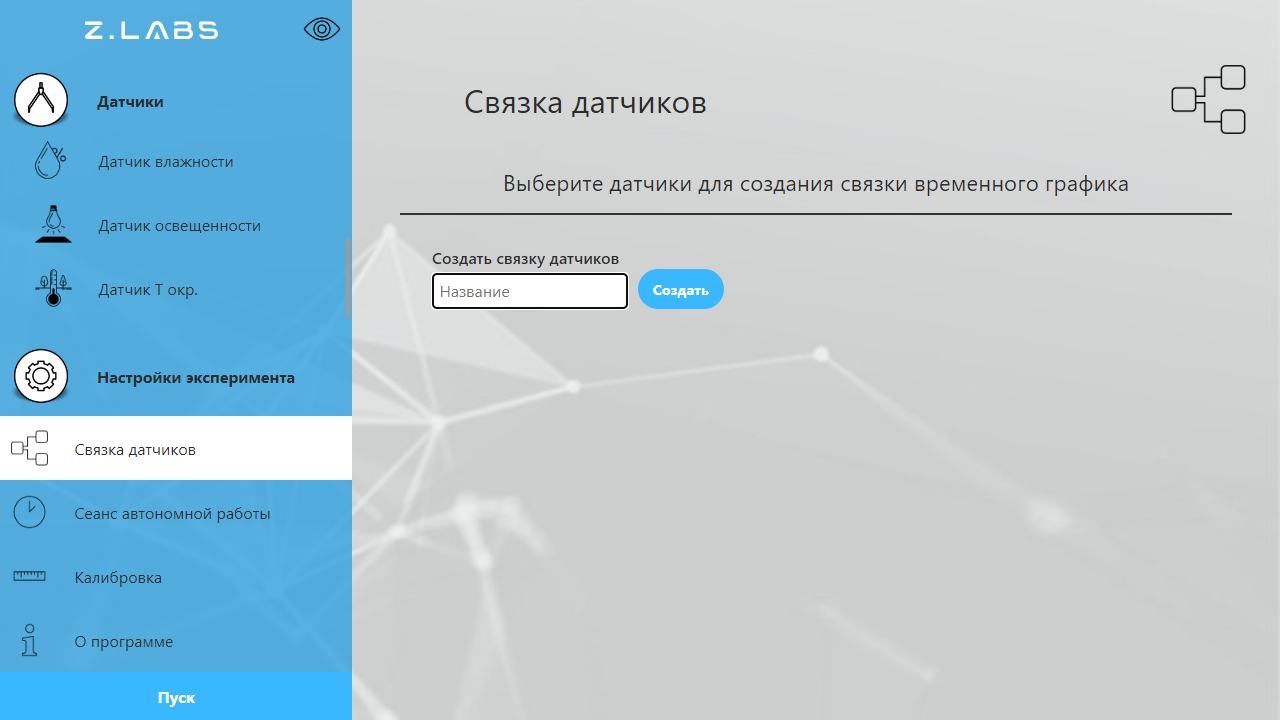 Z.LABS
Датчики
Датчик влажности
Датчик освещенности
Датчик Т окр.
Настройки эксперимента
Связка датчиков
Сеанс автономной работы
Калибровка
О программе
Пуск
Связка датчиков
Выберите датчики для создания связки временного графика
Создать связку датчиков
Название
Создать